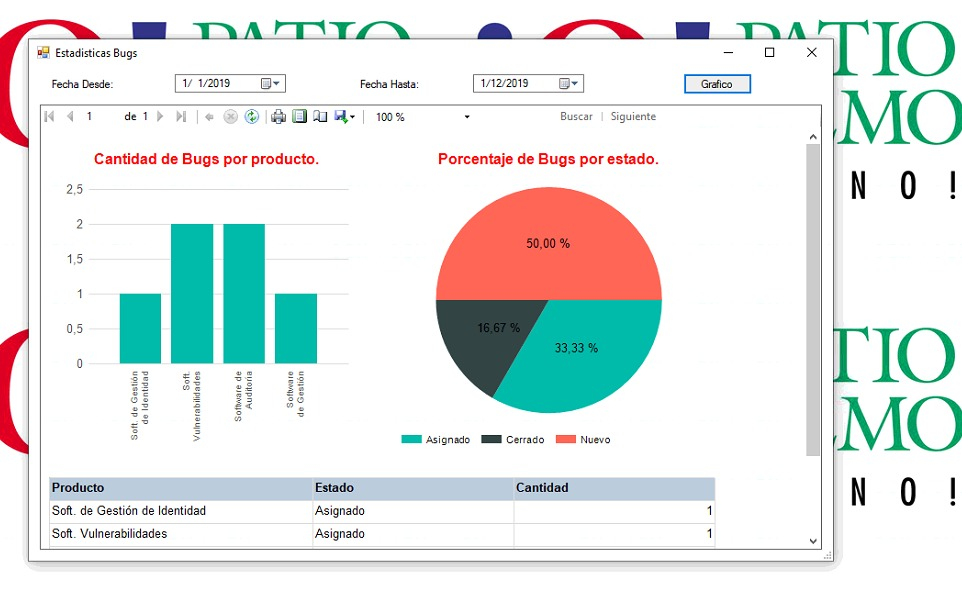 PATIO
PATIO
Estadisticas Bugs
Fecha Desde:
1/ 1/2019
Fecha Hasta:
1/12/2019
Grafico
1 de 1
100 %
Buscar | Siguiente
Cantidad de Bugs por producto.
2,5
2
1,5
1
0,5
0
Soft. de Gestión
de Identidad
Soft.
Vulnerabilidades
Software de
Auditoria
Software
de Gestión
Porcentaje de Bugs por estado.
50,00 %
16,67 %
33,33 %
Asignado
Cerrado
Nuevo
Producto Estado Cantidad
Soft. de Gestión de Identidad Asignado 1
Soft. Vulnerabilidades Asignado 1
NO!
NO!